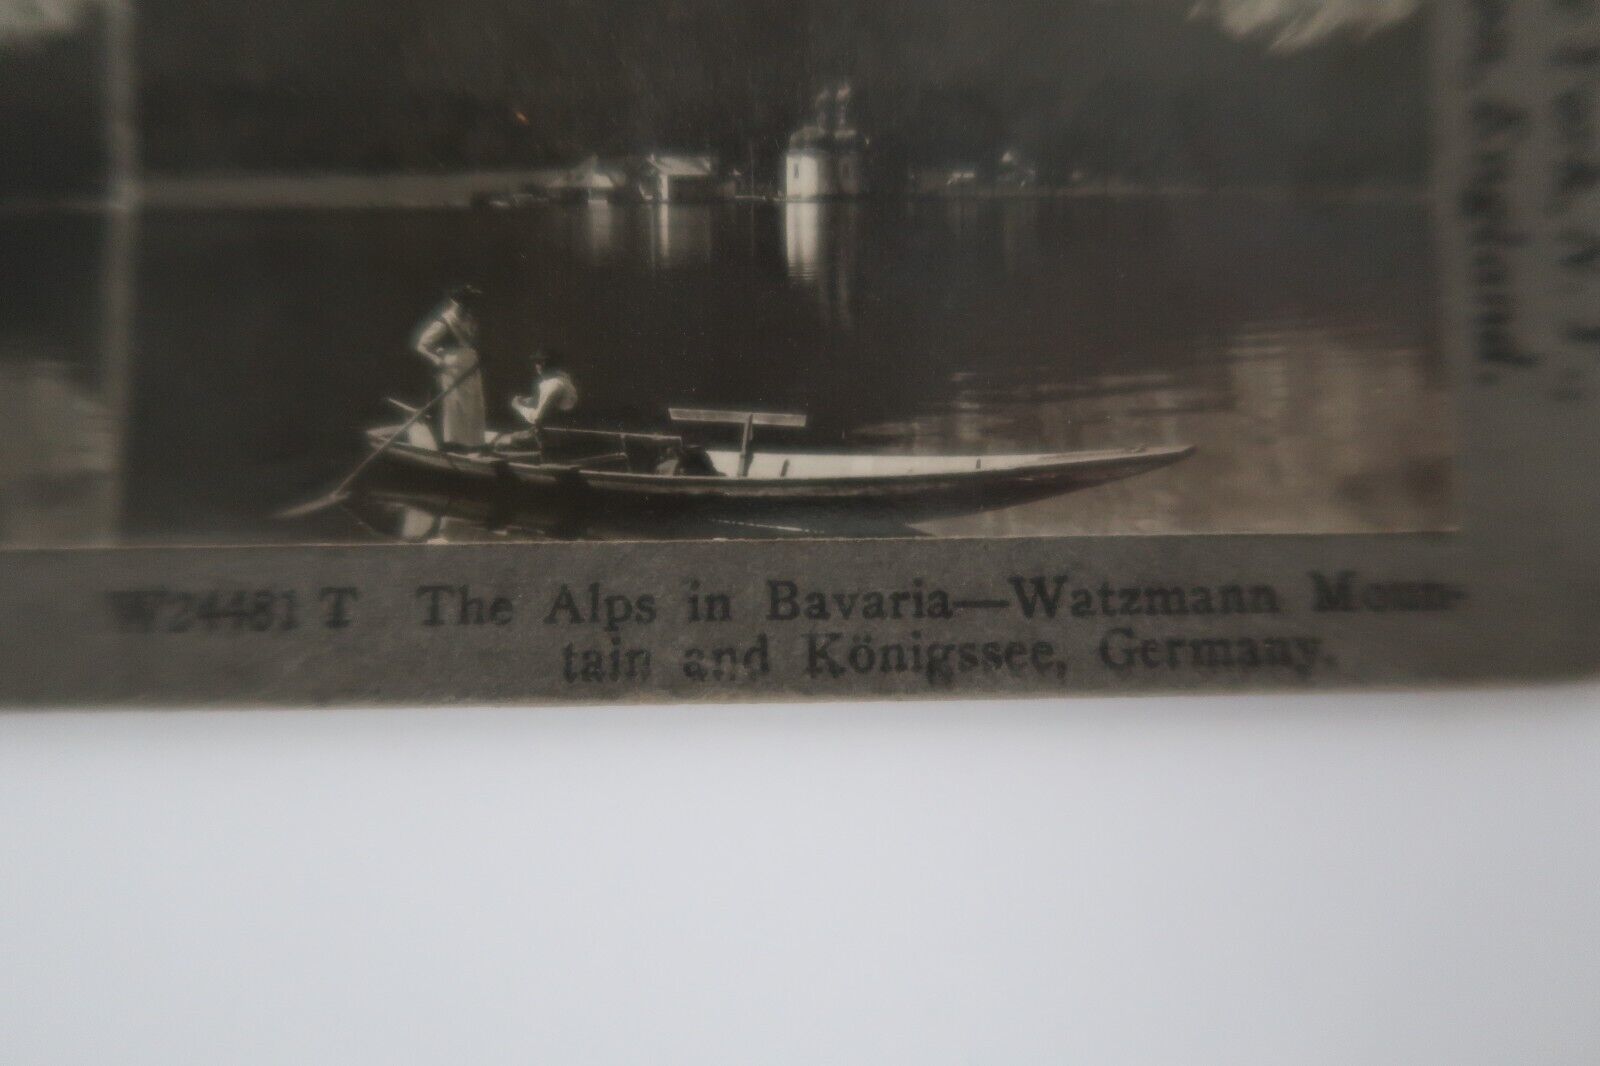 W24481 T The Alps in Bavaria—Watzmann Moun-
tain and Königssee, Germany.